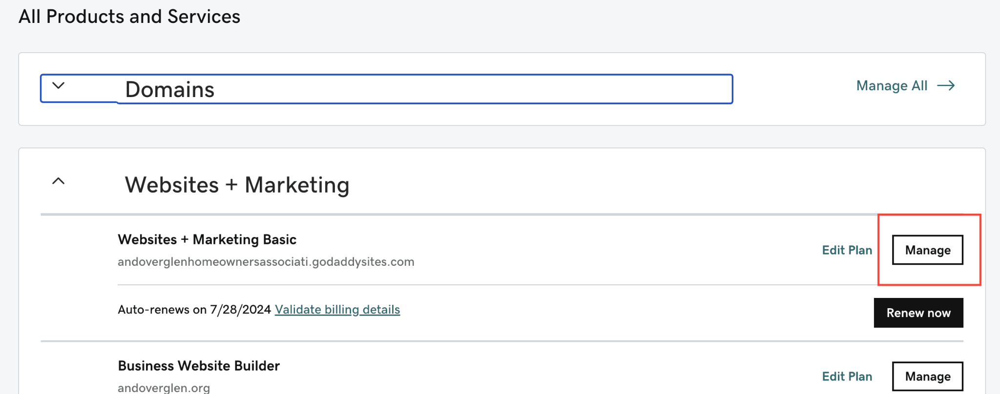 All Products and Services
Domains
Manage All
Websites + Marketing
Websites + Marketing Basic
andoverglenhomeownersassociati.godaddysites.com
Edit Plan
Manage
Auto-renews on 7/28/2024 Validate billing details
Renew now
Business Website Builder
andoverglen.org
Edit Plan
Manage